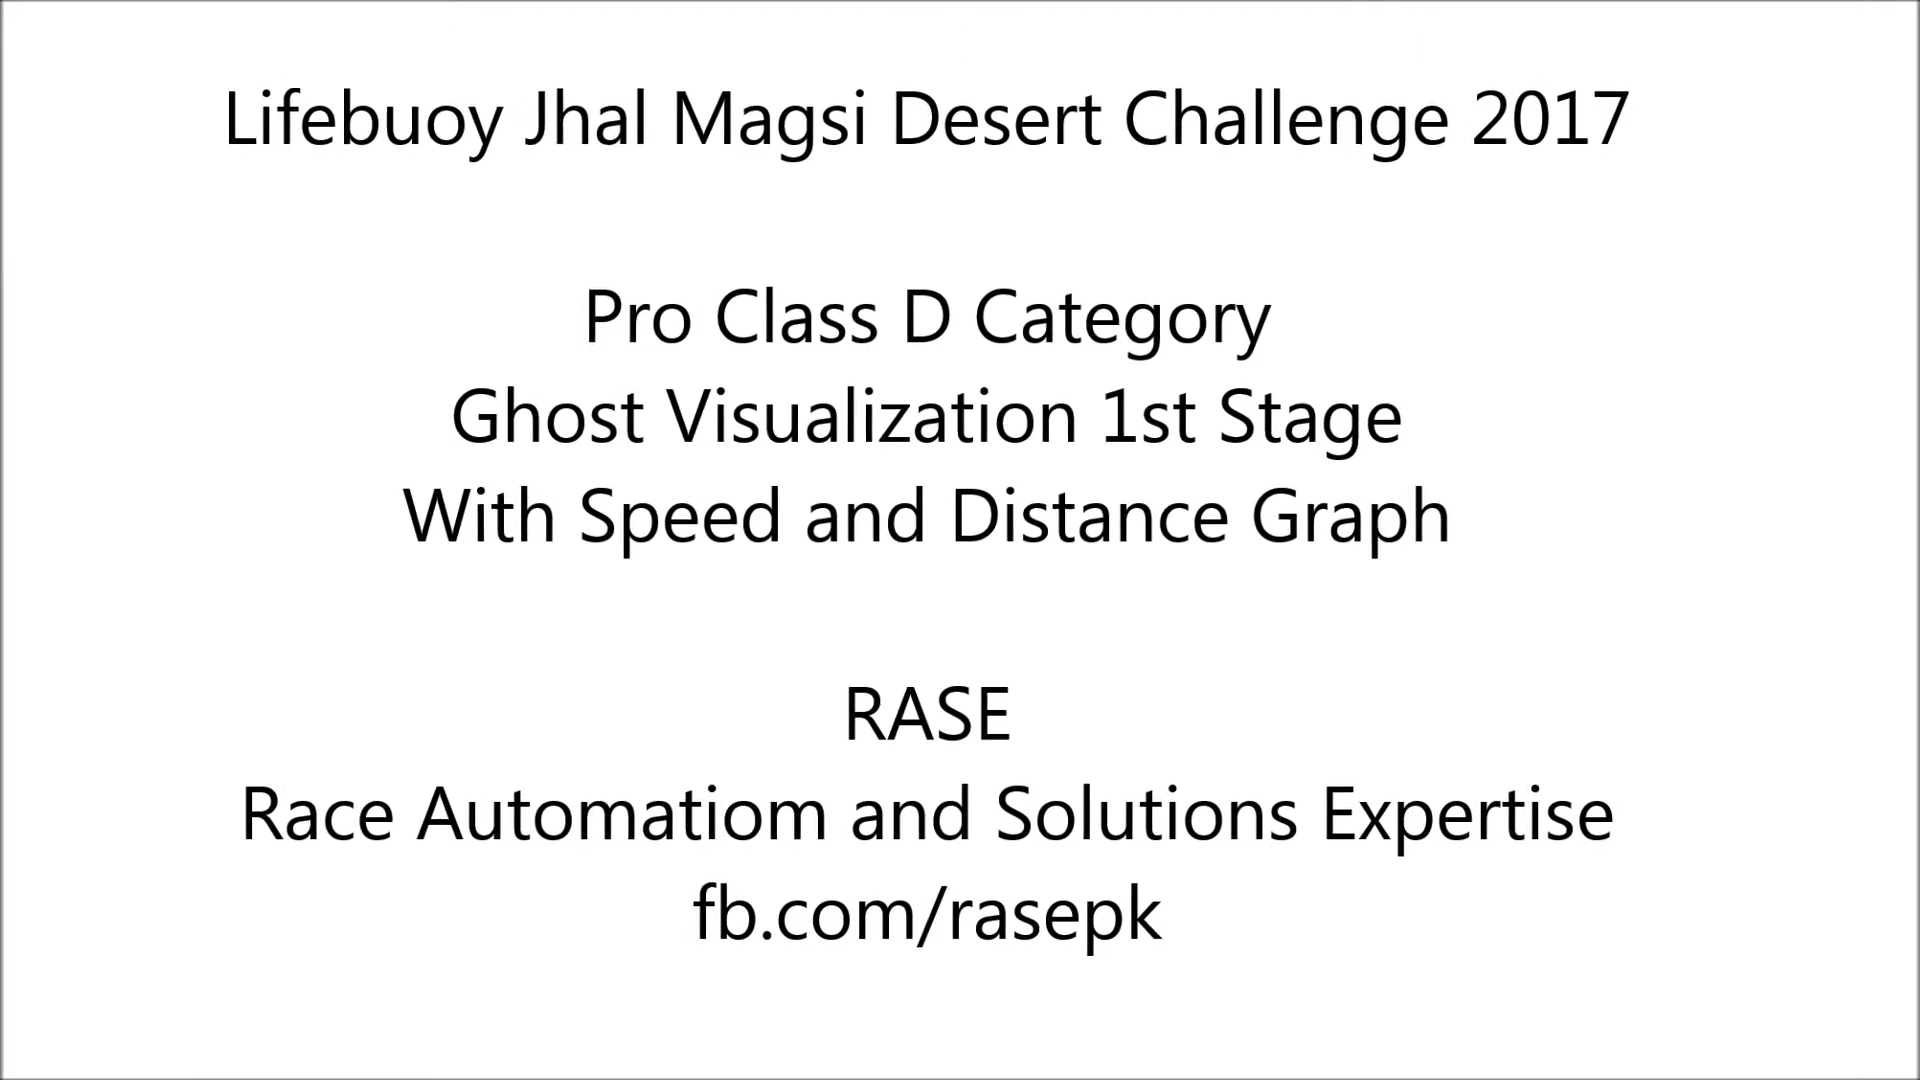 Lifebuoy Jhal Magsi Desert Challenge 2017
Pro Class D Category
Ghost Visualization 1st Stage
With Speed and Distance Graph
RASE
Race Automatiom and Solutions Expertise
fb.com/rasepk